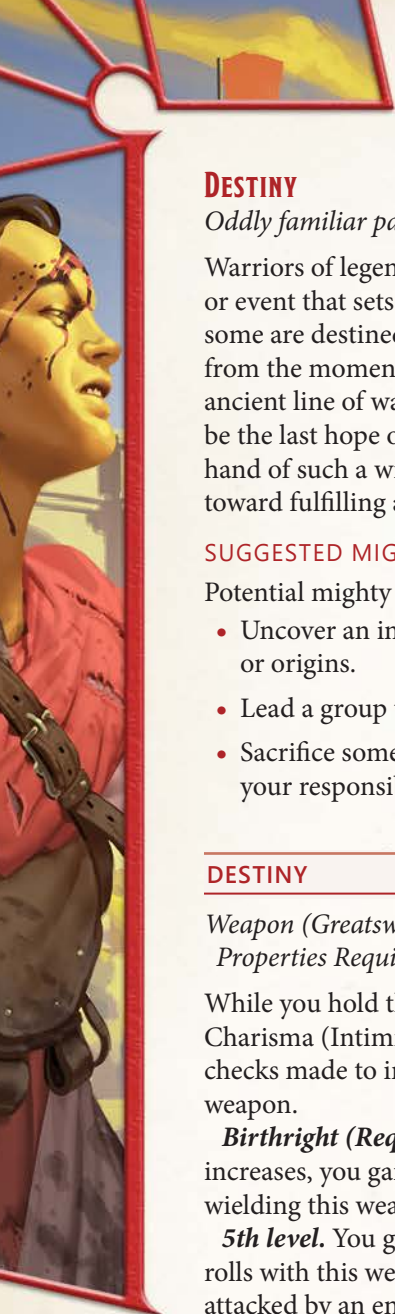 DESTINY
Oddly familiar pa
Warriors of legen
or event that sets
some are destined
from the momen
ancient line of wa
be the last hope o
hand of such a w
toward fulfilling a
SUGGESTED MIG
Potential mighty
• Uncover an in
or origins.
• Lead a group
• Sacrifice some
your responsi
DESTINY
Weapon (Greatsw
Properties Requi
While you hold th
Charisma (Intim
checks made to in
weapon.
Birthright (Req
increases, you gai
wielding this wea
5th level. You g
rolls with this we
attacked by an en